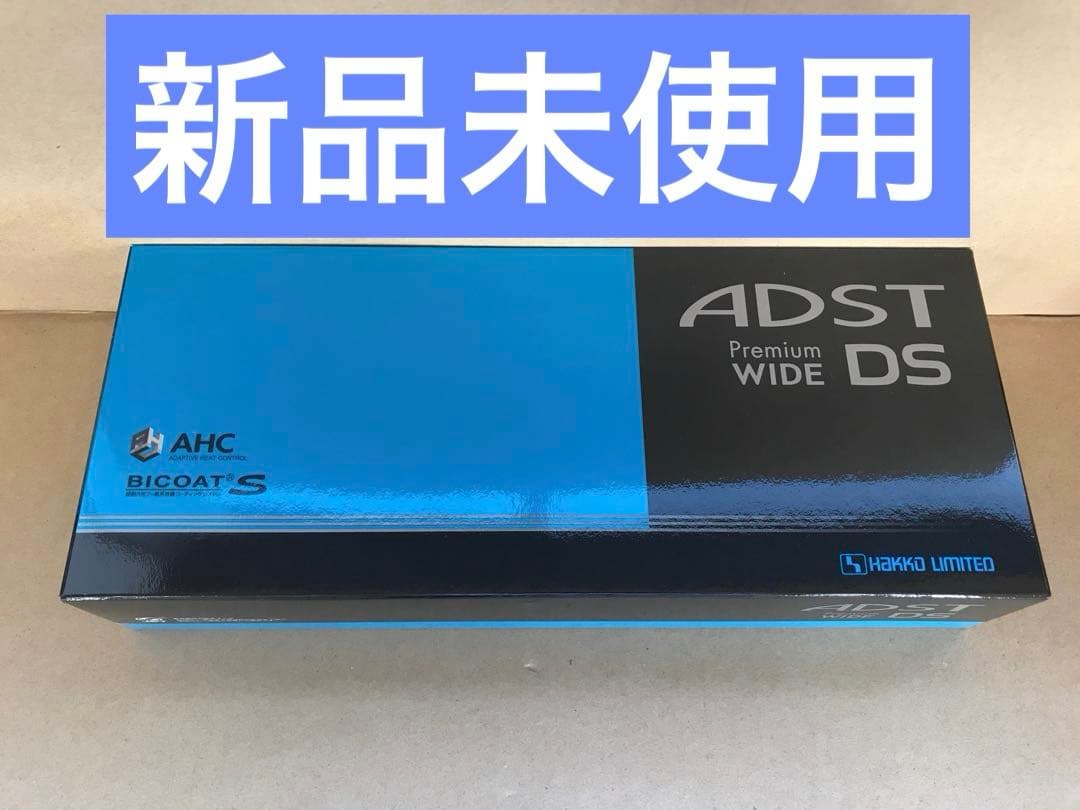 新品未使用
ADST
Premium
WIDE DS
AHC
ADAPTIVE HEAT CONTROL
BICOAT®S
HAKKO LIMITED
ADST
WIDE DS